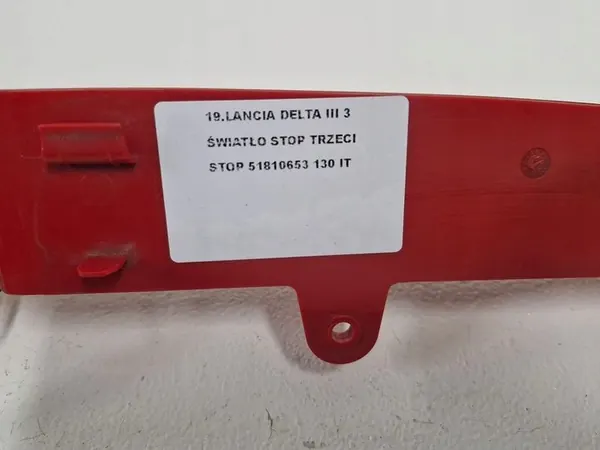 19.LANCIA DELTA III 3
ŚWIATŁO STOP TRZECI
STOP 51810653 130 IT